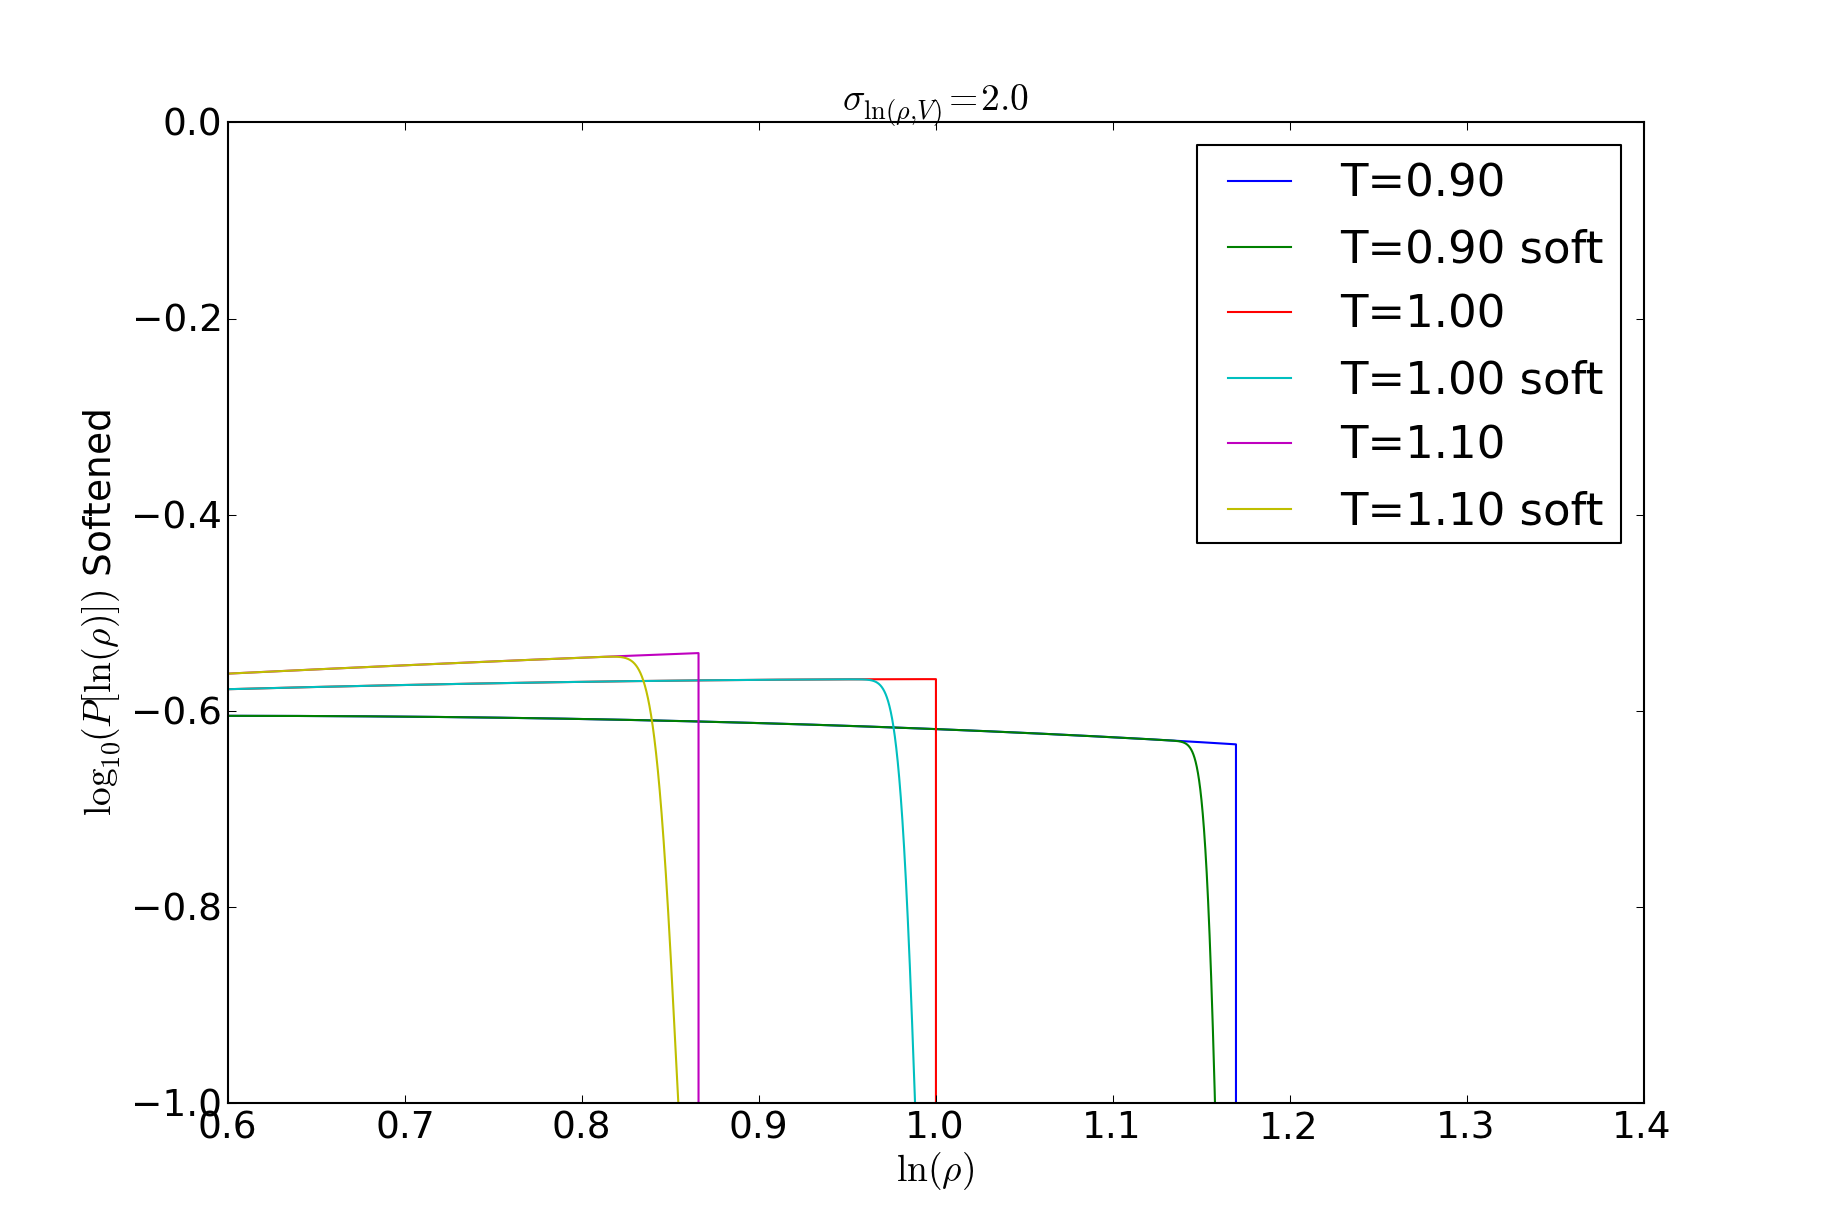 σ_ln(ρ,V) = 2.0
0.0
−0.2
−0.4
−0.6
−0.8
−1.0
log₁₀(P[ln(ρ)]) Softened
T=0.90
T=0.90 soft
T=1.00
T=1.00 soft
T=1.10
T=1.10 soft
0.6 0.7 0.8 0.9 1.0 1.1 1.2 1.3 1.4
ln(ρ)